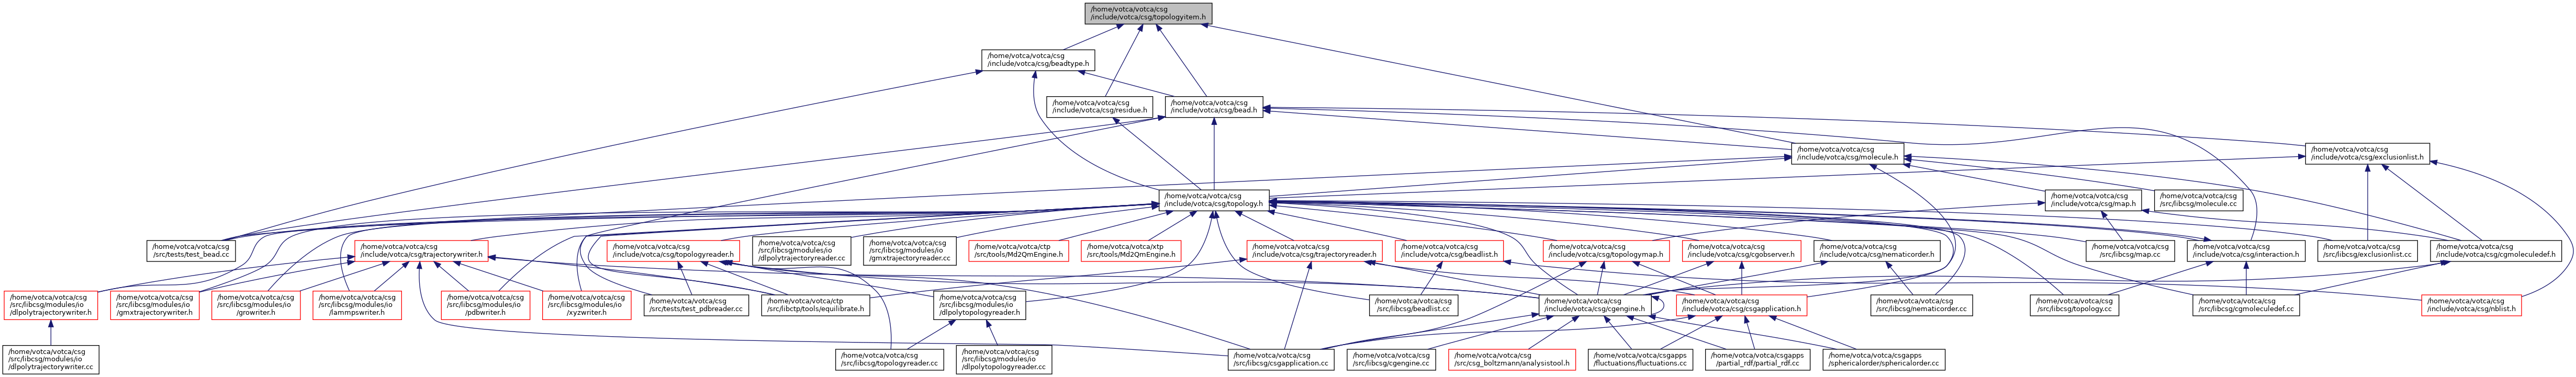 /home/votca/votca/csg
/include/votca/csg/topologyitem.h
/home/votca/votca/csg
/include/votca/csg/beadtype.h
/home/votca/votca/csg
/include/votca/csg/residue.h
/home/votca/votca/csg
/include/votca/csg/bead.h
/home/votca/votca/csg
/include/votca/csg/molecule.h
/home/votca/votca/csg
/include/votca/csg/exclusionlist.h
/home/votca/votca/csg
/include/votca/csg/topology.h
/home/votca/votca/csg
/include/votca/csg/map.h
/home/votca/votca/csg
/src/libcsg/molecule.cc
/home/votca/votca/csg
/src/tests/test_bead.cc
/home/votca/votca/csg
/include/votca/csg/trajectorywriter.h
/home/votca/votca/csg
/include/votca/csg/topologyreader.h
/home/votca/votca/csg
/src/libcsg/modules/io
/dlpolytrajectoryreader.cc
/home/votca/votca/csg
/src/libcsg/modules/io
/gmxtrajectoryreader.cc
/home/votca/votca/ctp
/src/tools/Md2QmEngine.h
/home/votca/votca/xtp
/src/tools/Md2QmEngine.h
/home/votca/votca/csg
/include/votca/csg/trajectoryreader.h
/home/votca/votca/csg
/include/votca/csg/beadlist.h
/home/votca/votca/csg
/include/votca/csg/topologymap.h
/home/votca/votca/csg
/include/votca/csg/cgobserver.h
/home/votca/votca/csg
/include/votca/csg/nematicorder.h
/home/votca/votca/csg
/src/libcsg/map.cc
/home/votca/votca/csg
/include/votca/csg/interaction.h
/home/votca/votca/csg
/src/libcsg/exclusionlist.cc
/home/votca/votca/csg
/include/votca/csg/cgmoleculedef.h
/home/votca/votca/csg
/src/libcsg/modules/io
/dlpolytrajectorywriter.h
/home/votca/votca/csg
/src/libcsg/modules/io
/gmxtrajectorywriter.h
/home/votca/votca/csg
/src/libcsg/modules/io
/growriter.h
/home/votca/votca/csg
/src/libcsg/modules/io
/lammpswriter.h
/home/votca/votca/csg
/src/libcsg/modules/io
/pdbwriter.h
/home/votca/votca/csg
/src/libcsg/modules/io
/xyzwriter.h
/home/votca/votca/csg
/src/tests/test_pdbreader.cc
/home/votca/votca/ctp
/src/libctp/tools/equilibrate.h
/home/votca/votca/csg
/src/libcsg/modules/io
/dlpolytopologyreader.h
/home/votca/votca/csg
/src/libcsg/beadlist.cc
/home/votca/votca/csg
/include/votca/csg/cgengine.h
/home/votca/votca/csg
/include/votca/csg/csgapplication.h
/home/votca/votca/csg
/src/libcsg/nematicorder.cc
/home/votca/votca/csg
/src/libcsg/topology.cc
/home/votca/votca/csg
/src/libcsg/cgmoleculedef.cc
/home/votca/votca/csg
/include/votca/csg/nblist.h
/home/votca/votca/csg
/src/libcsg/modules/io
/dlpolytrajectorywriter.cc
/home/votca/votca/csg
/src/libcsg/topologyreader.cc
/home/votca/votca/csg
/src/libcsg/modules/io
/dlpolytopologyreader.cc
/home/votca/votca/csg
/src/libcsg/csgapplication.cc
/home/votca/votca/csg
/src/libcsg/cgengine.cc
/home/votca/votca/csg
/src/csg_boltzmann/analysistool.h
/home/votca/votca/csgapps
/fluctuations/fluctuations.cc
/home/votca/votca/csgapps
/partial_rdf/partial_rdf.cc
/home/votca/votca/csgapps
/sphericalorder/sphericalorder.cc